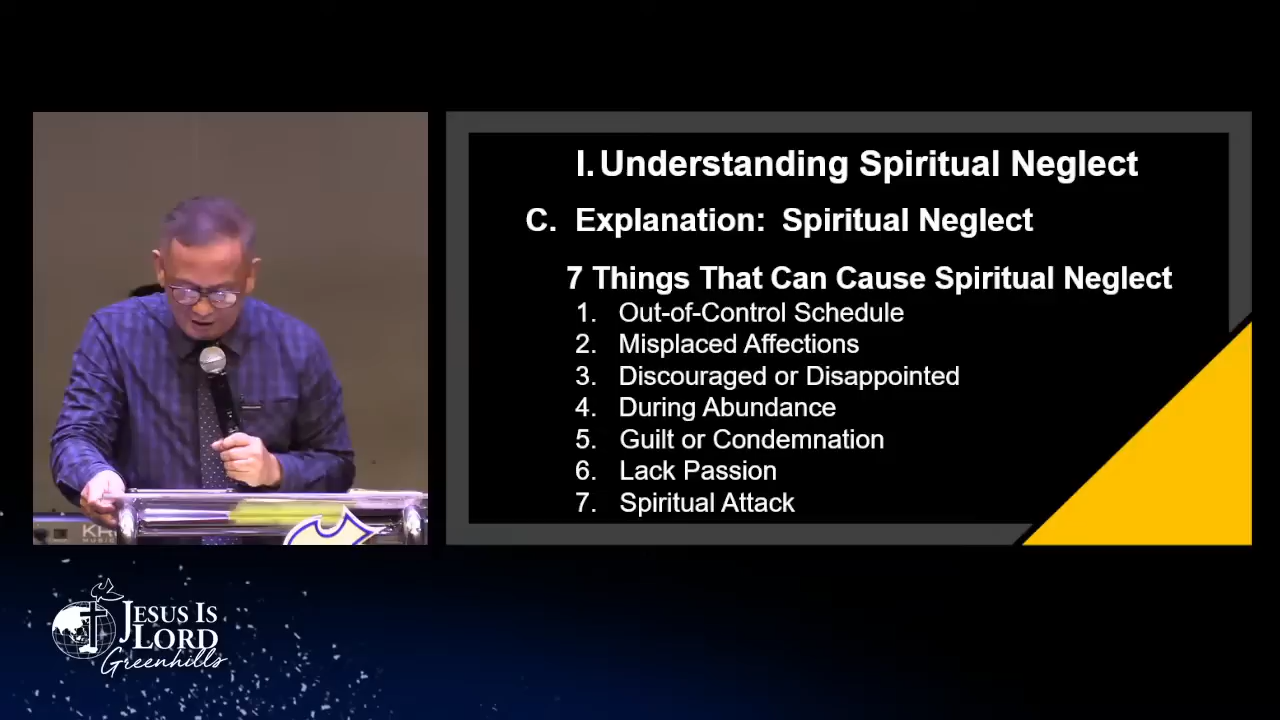 I. Understanding Spiritual Neglect
C. Explanation: Spiritual Neglect
7 Things That Can Cause Spiritual Neglect
1. Out-of-Control Schedule
2. Misplaced Affections
3. Discouraged or Disappointed
4. During Abundance
5. Guilt or Condemnation
6. Lack Passion
7. Spiritual Attack
JESUS IS
LORD
Greenhills